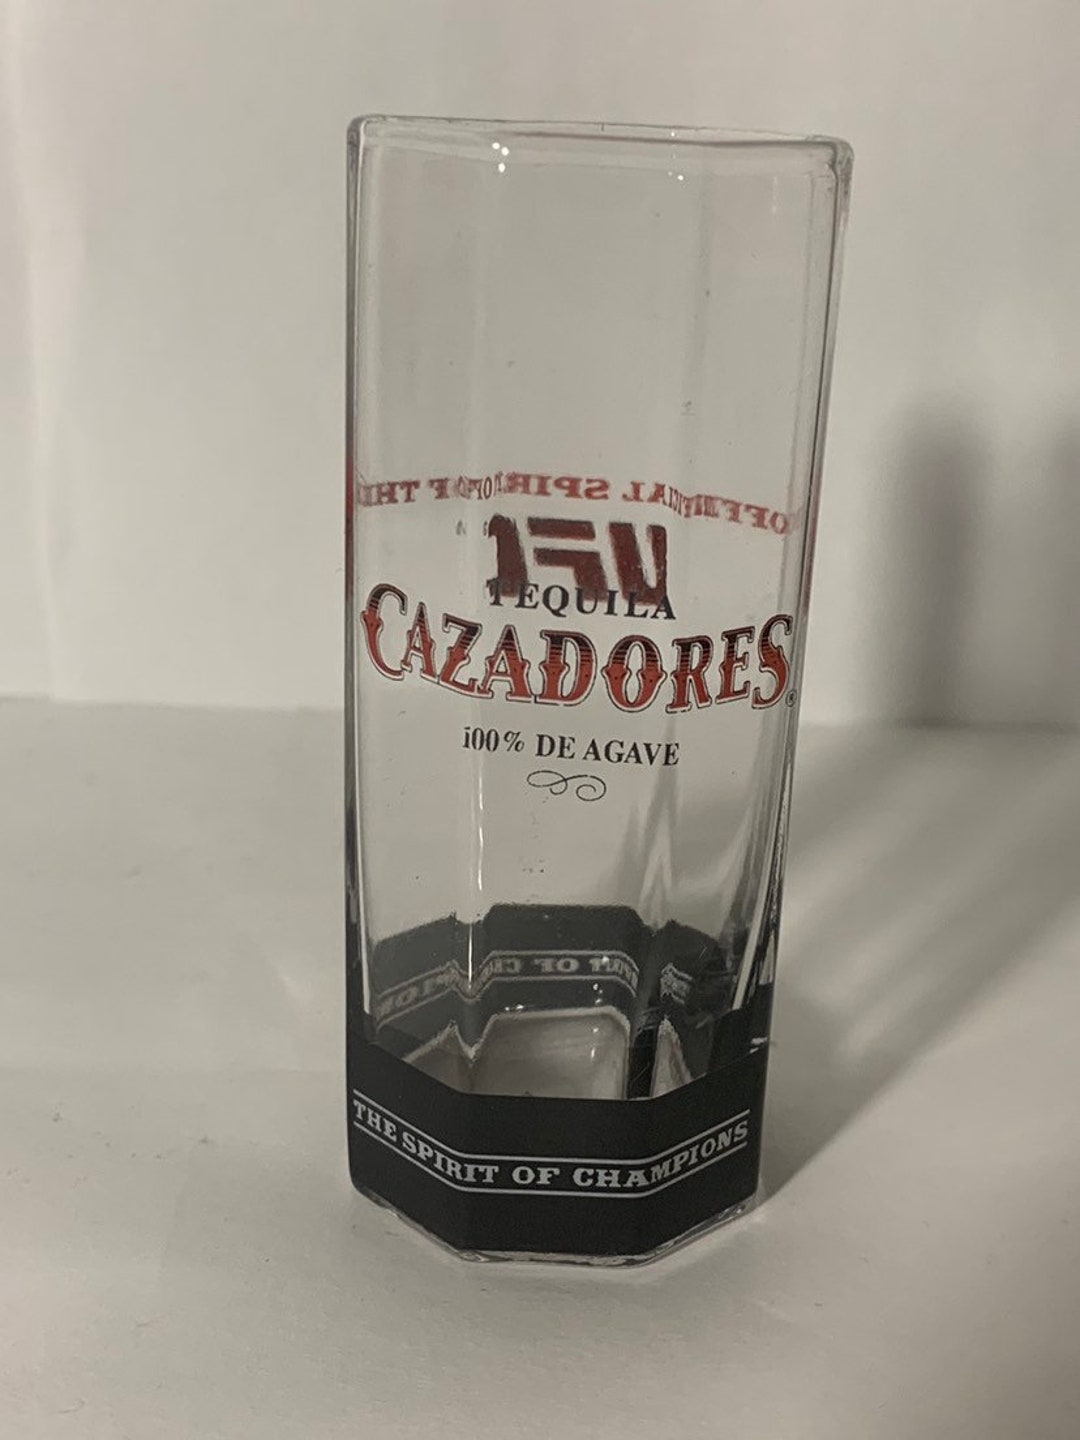 OFFICIAL SPIRIT OF THE
UFC
TEQUILA
CAZADORES®
100% DE AGAVE
THE SPIRIT OF CHAMPIONS